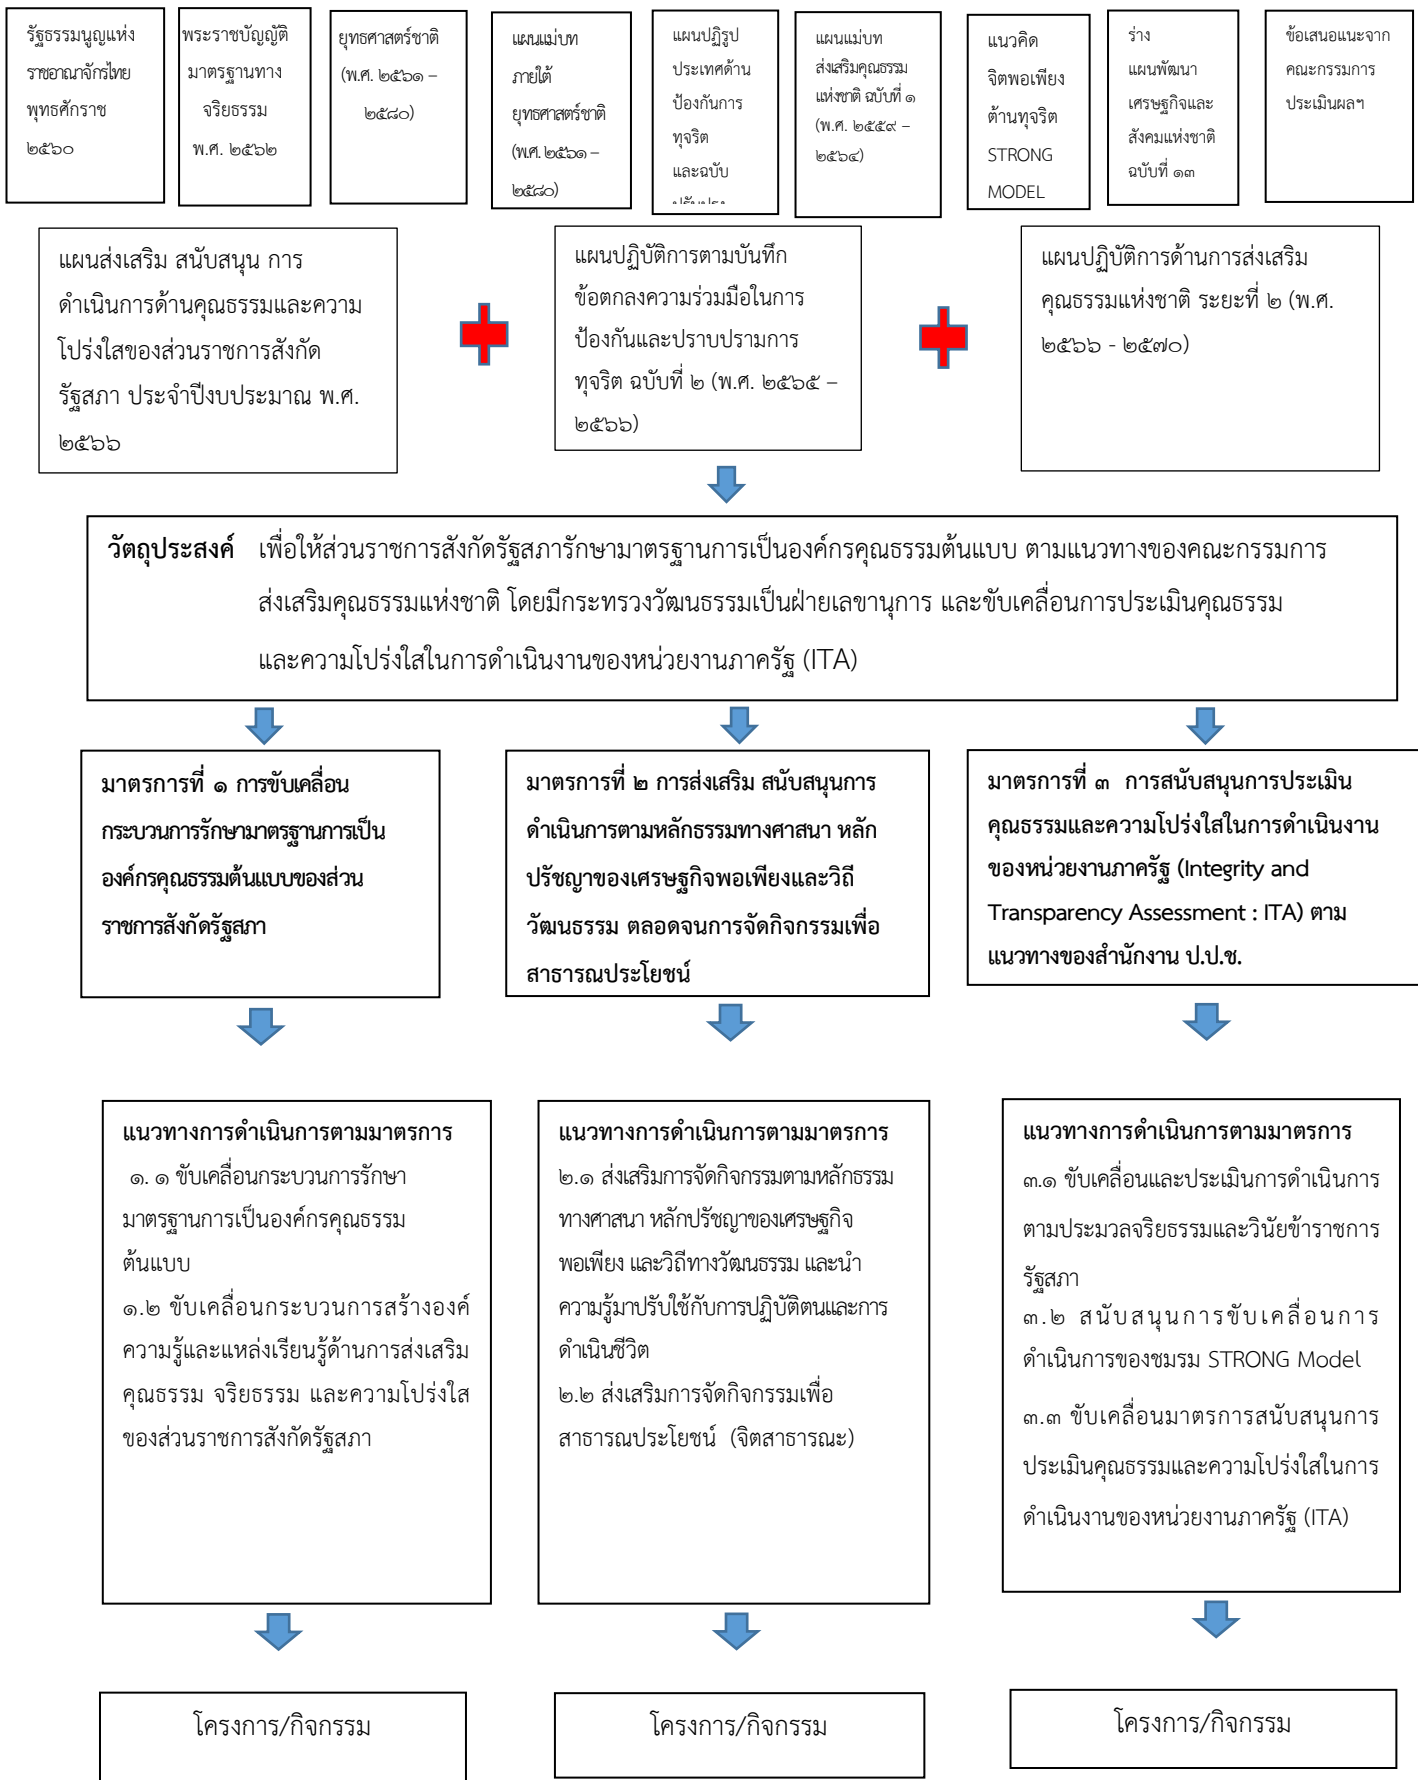 รัฐธรรมนูญแห่ง
ราชอาณาจักรไทย
พุทธศักราช
๒๕๖๐
พระราชบัญญัติ
มาตรฐานทาง
จริยธรรม
พ.ศ. ๒๕๖๒
ยุทธศาสตร์ชาติ
(พ.ศ. ๒๕๖๑ –
๒๕๘๐)
แผนแม่บท
ภายใต้
ยุทธศาสตร์ชาติ
(พ.ศ. ๒๕๖๑ –
๒๕๘๐)
แผนปฏิรูป
ประเทศด้าน
ป้องกันการ
ทุจริต
และฉบับ
แผนแม่บท
ส่งเสริมคุณธรรม
แห่งชาติ ฉบับที่ ๑
(พ.ศ. ๒๕๕๙ –
๒๕๖๔)
แนวคิด
จิตพอเพียง
ต้านทุจริต
STRONG
MODEL
ร่าง
แผนพัฒนา
เศรษฐกิจและ
สังคมแห่งชาติ
ฉบับที่ ๑๓
ข้อเสนอแนะจาก
คณะกรรมการ
ประเมินผลฯ
แผนส่งเสริม สนับสนุน การ
ดำเนินการด้านคุณธรรมและความ
โปร่งใสของส่วนราชการสังกัด
รัฐสภา ประจำปีงบประมาณ พ.ศ.
๒๕๖๖
แผนปฏิบัติการตามบันทึก
ข้อตกลงความร่วมมือในการ
ป้องกันและปราบปรามการ
ทุจริต ฉบับที่ ๒ (พ.ศ. ๒๕๖๕ –
๒๕๖๖)
แผนปฏิบัติการด้านการส่งเสริม
คุณธรรมแห่งชาติ ระยะที่ ๒ (พ.ศ.
๒๕๖๖ - ๒๕๗๐)
วัตถุประสงค์ เพื่อให้ส่วนราชการสังกัดรัฐสภารักษามาตรฐานการเป็นองค์กรคุณธรรมต้นแบบ ตามแนวทางของคณะกรรมการ
ส่งเสริมคุณธรรมแห่งชาติ โดยมีกระทรวงวัฒนธรรมเป็นฝ่ายเลขานุการ และขับเคลื่อนการประเมินคุณธรรม
และความโปร่งใสในการดำเนินงานของหน่วยงานภาครัฐ (ITA)
มาตรการที่ ๑ การขับเคลื่อน
กระบวนการรักษามาตรฐานการเป็น
องค์กรคุณธรรมต้นแบบของส่วน
ราชการสังกัดรัฐสภา
มาตรการที่ ๒ การส่งเสริม สนับสนุนการ
ดำเนินการตามหลักธรรมทางศาสนา หลัก
ปรัชญาของเศรษฐกิจพอเพียงและวิถี
วัฒนธรรม ตลอดจนการจัดกิจกรรมเพื่อ
สาธารณประโยชน์
มาตรการที่ ๓ การสนับสนุนการประเมิน
คุณธรรมและความโปร่งใสในการดำเนินงาน
ของหน่วยงานภาครัฐ (Integrity and
Transparency Assessment : ITA) ตาม
แนวทางของสำนักงาน ป.ป.ช.
แนวทางการดำเนินการตามมาตรการ
๑. ๑ ขับเคลื่อนกระบวนการรักษา
มาตรฐานการเป็นองค์กรคุณธรรม
ต้นแบบ
๑.๒ ขับเคลื่อนกระบวนการสร้างองค์
ความรู้และแหล่งเรียนรู้ด้านการส่งเสริม
คุณธรรม จริยธรรม และความโปร่งใส
ของส่วนราชการสังกัดรัฐสภา
แนวทางการดำเนินการตามมาตรการ
๒.๑ ส่งเสริมการจัดกิจกรรมตามหลักธรรม
ทางศาสนา หลักปรัชญาของเศรษฐกิจ
พอเพียง และวิถีทางวัฒนธรรม และนำ
ความรู้มาปรับใช้กับการปฏิบัติตนและการ
ดำเนินชีวิต
๒.๒ ส่งเสริมการจัดกิจกรรมเพื่อ
สาธารณประโยชน์ (จิตสาธารณะ)
แนวทางการดำเนินการตามมาตรการ
๓.๑ ขับเคลื่อนและประเมินการดำเนินการ
ตามประมวลจริยธรรมและวินัยข้าราชการ
รัฐสภา
๓.๒ สนับสนุนการขับเคลื่อนการ
ดำเนินการของชมรม STRONG Model
๓.๓ ขับเคลื่อนมาตรการสนับสนุนการ
ประเมินคุณธรรมและความโปร่งใสในการ
ดำเนินงานของหน่วยงานภาครัฐ (ITA)
โครงการ/กิจกรรม
โครงการ/กิจกรรม
โครงการ/กิจกรรม